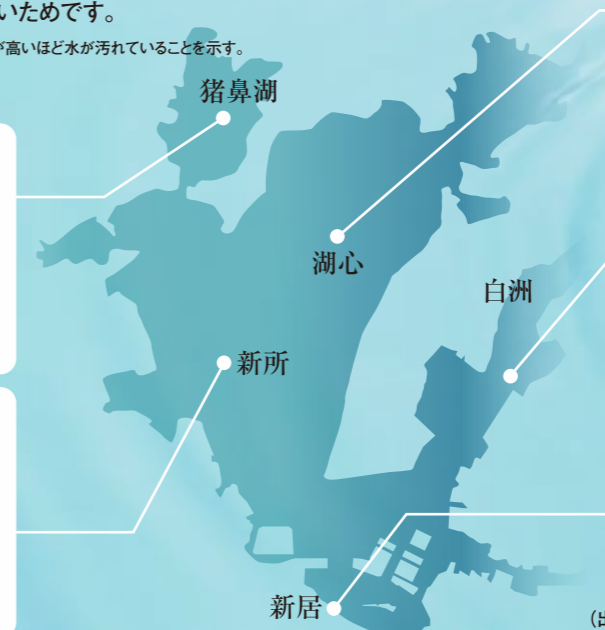 いためです。
が高いほど水が汚れていることを示す。
猪鼻湖
湖心
白洲
新所
新居
（出